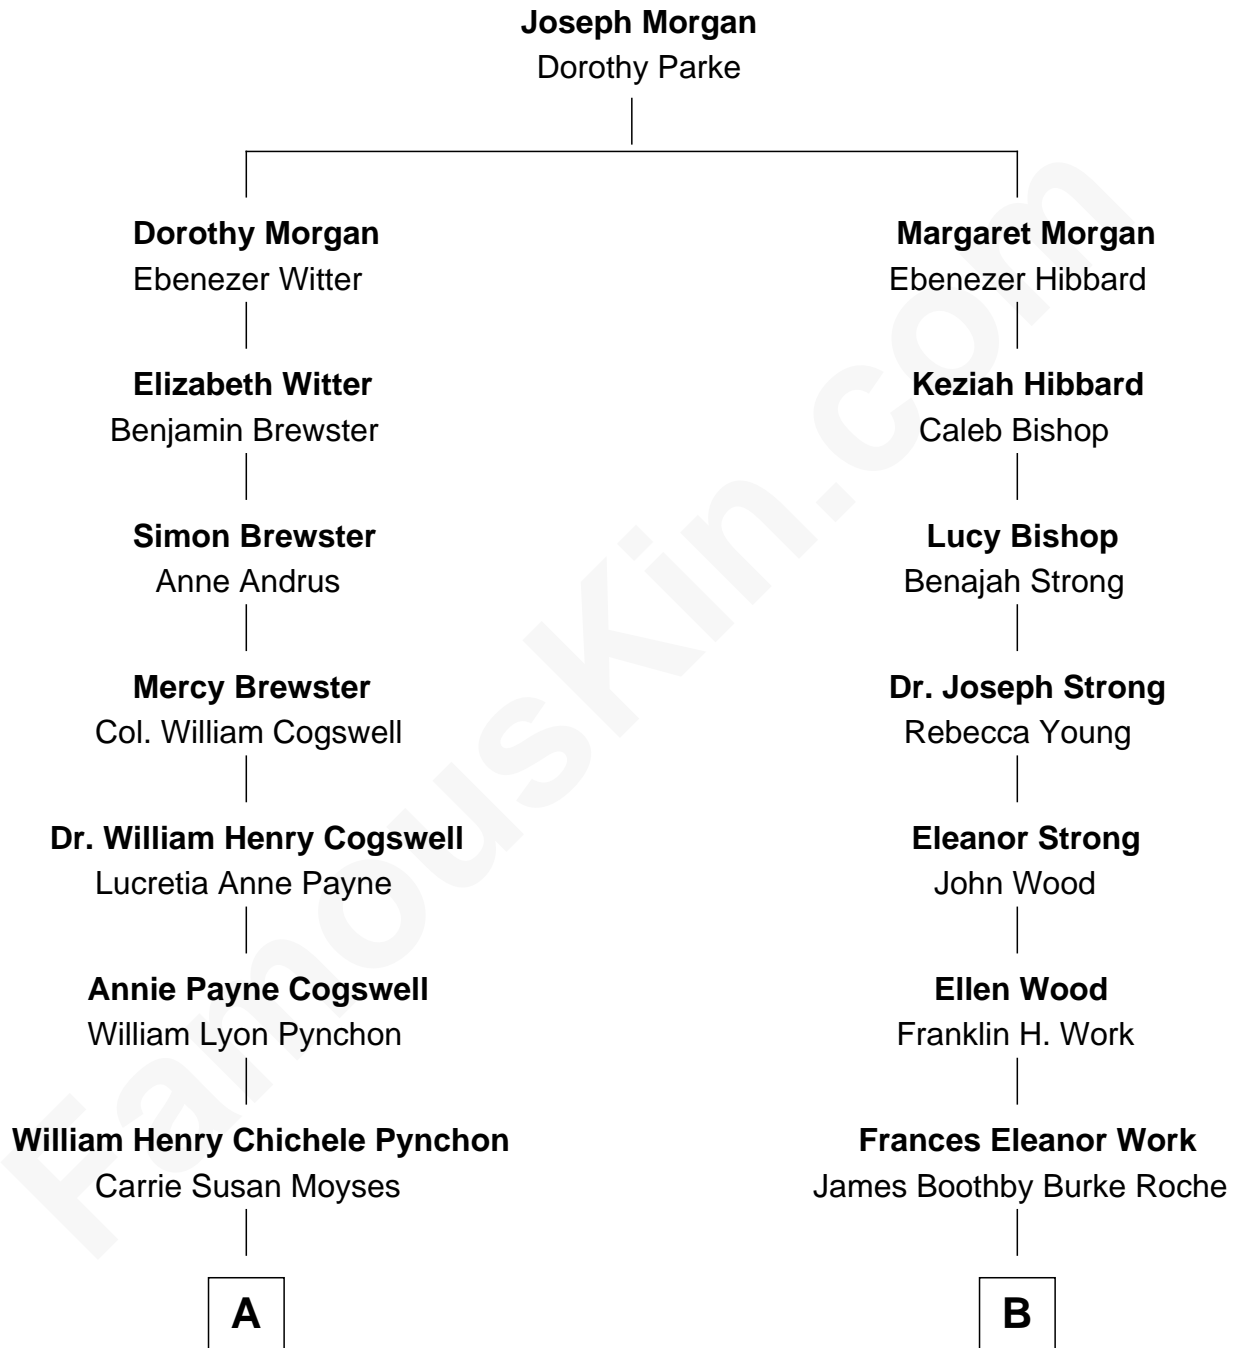 Joseph Morgan
Dorothy Parke
Dorothy Morgan
Ebenezer Witter
Margaret Morgan
Ebenezer Hibbard
Elizabeth Witter
Benjamin Brewster
Keziah Hibbard
Caleb Bishop
Simon Brewster
Anne Andrus
Lucy Bishop
Benajah Strong
Mercy Brewster
Col. William Cogswell
Dr. Joseph Strong
Rebecca Young
Dr. William Henry Cogswell
Lucretia Anne Payne
Eleanor Strong
John Wood
Annie Payne Cogswell
William Lyon Pynchon
Ellen Wood
Franklin H. Work
William Henry Chichele Pynchon
Carrie Susan Moyses
Frances Eleanor Work
James Boothby Burke Roche
A
B
FamousKin.com